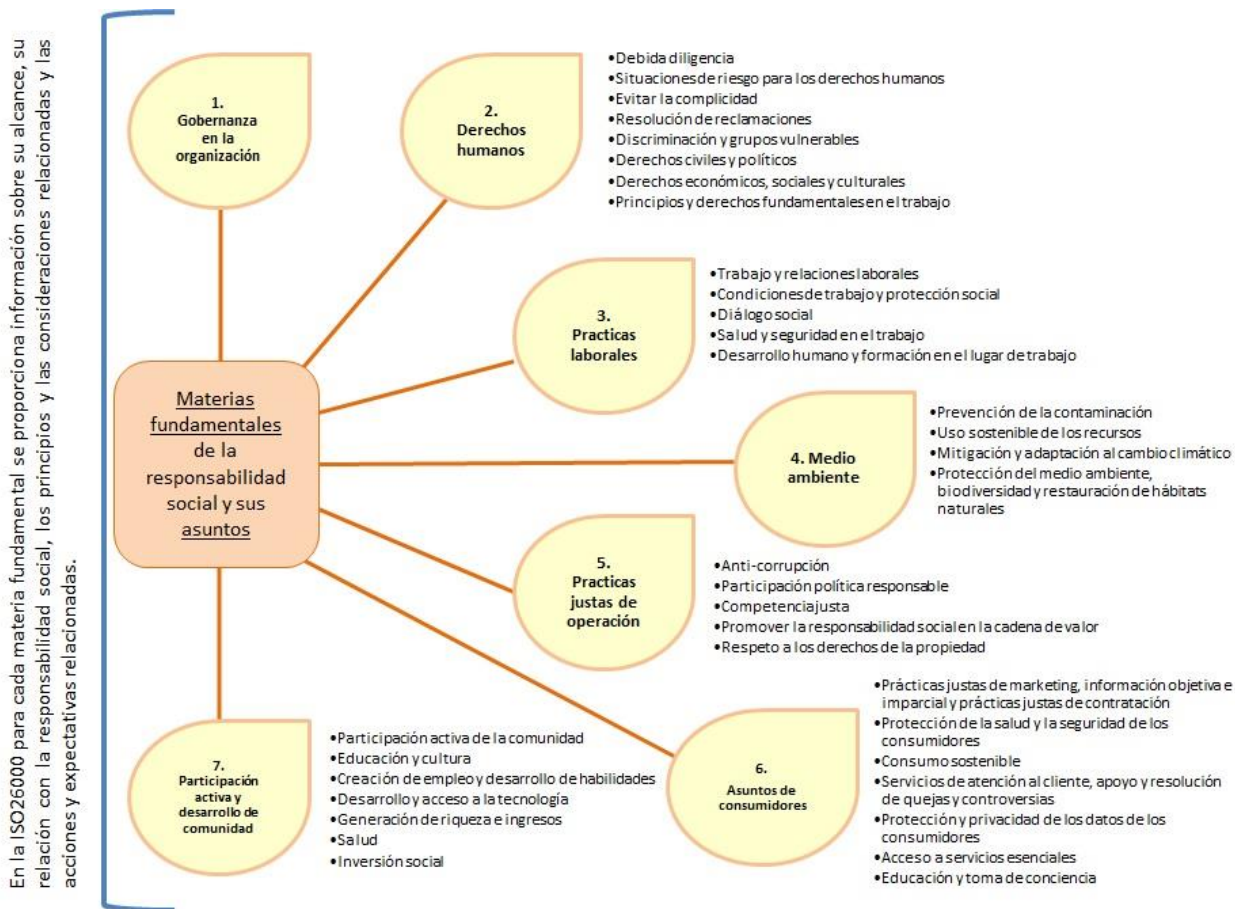 En la ISO26000 para cada materia fundamental se proporciona información sobre su alcance, su
relación con la responsabilidad social, los principios y las consideraciones relacionadas y las
acciones y expectativas relacionadas.
1.
Gobernanza
en la
organización
2.
Derechos
humanos
•Debida diligencia
•Situaciones de riesgo para los derechos humanos
•Evitar la complicidad
•Resolución de reclamaciones
•Discriminación y grupos vulnerables
•Derechos civiles y políticos
•Derechos económicos, sociales y culturales
•Principios y derechos fundamentales en el trabajo
3.
Practicas
laborales
•Trabajo y relaciones laborales
•Condiciones de trabajo y protección social
•Diálogo social
•Salud y seguridad en el trabajo
•Desarrollo humano y formación en el lugar de trabajo
Materias
fundamentales
de la
responsabilidad
social y sus
asuntos
4. Medio
ambiente
•Prevención de la contaminación
•Uso sostenible de los recursos
•Mitigación y adaptación al cambio climático
•Protección del medio ambiente,
biodiversidad y restauración de hábitats
naturales
5.
Practicas
justas de
operación
•Anti-corrupción
•Participación política responsable
•Competencia justa
•Promover la responsabilidad social en la cadena de valor
•Respeto a los derechos de la propiedad
6.
Asuntos de
consumidores
•Prácticas justas de marketing, información objetiva e
imparcial y prácticas justas de contratación
•Protección de la salud y la seguridad de los
consumidores
•Consumo sostenible
•Servicios de atención al cliente, apoyo y resolución
de quejas y controversias
•Protección y privacidad de los datos de los
consumidores
•Acceso a servicios esenciales
•Educación y toma de conciencia
7.
Participación
activa y
desarrollo de
comunidad
•Participación activa de la comunidad
•Educación y cultura
•Creación de empleo y desarrollo de habilidades
•Desarrollo y acceso a la tecnología
•Generación de riqueza e ingresos
•Salud
•Inversión social